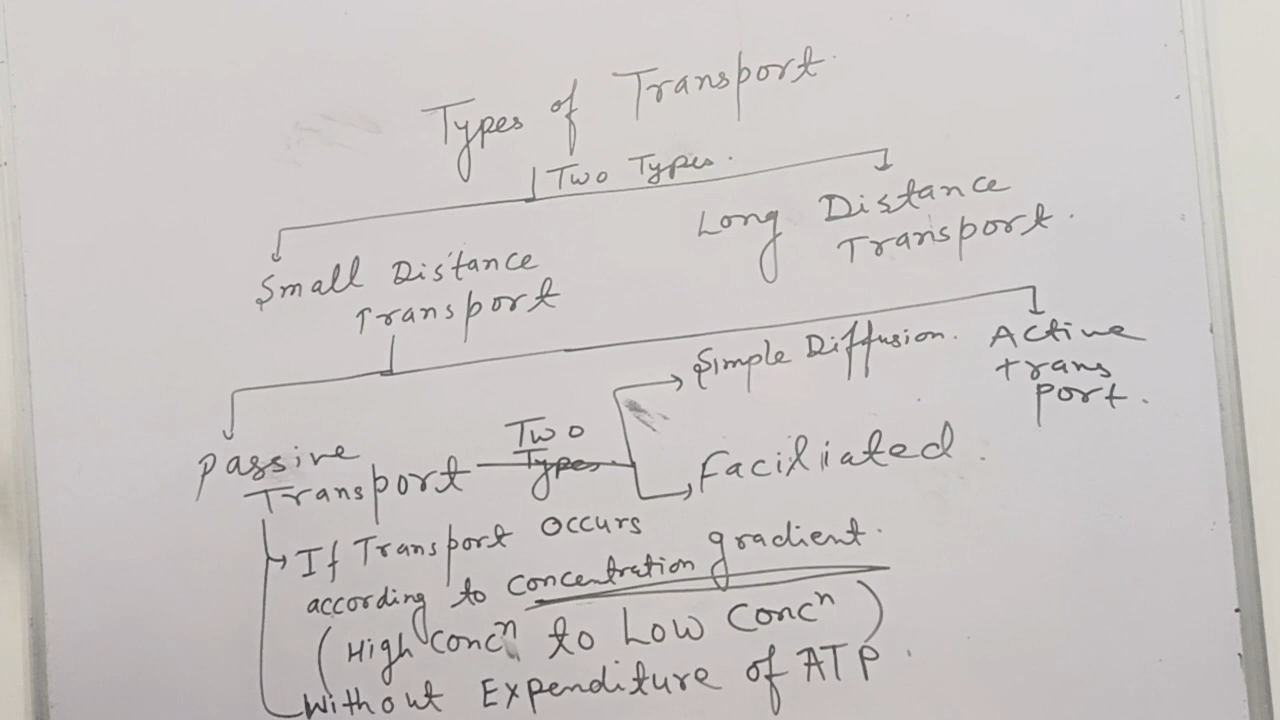 Types of Transport
Two Types.
Small Distance
Transport
Long Distance
Transport.
Passive
Transport
Two
Types
Simple Diffusion.
Faciliated.
Active
trans
port.
If Transport occurs
according to concentration gradient.
(High Concⁿ to Low Concⁿ)
Without Expenditure of ATP.